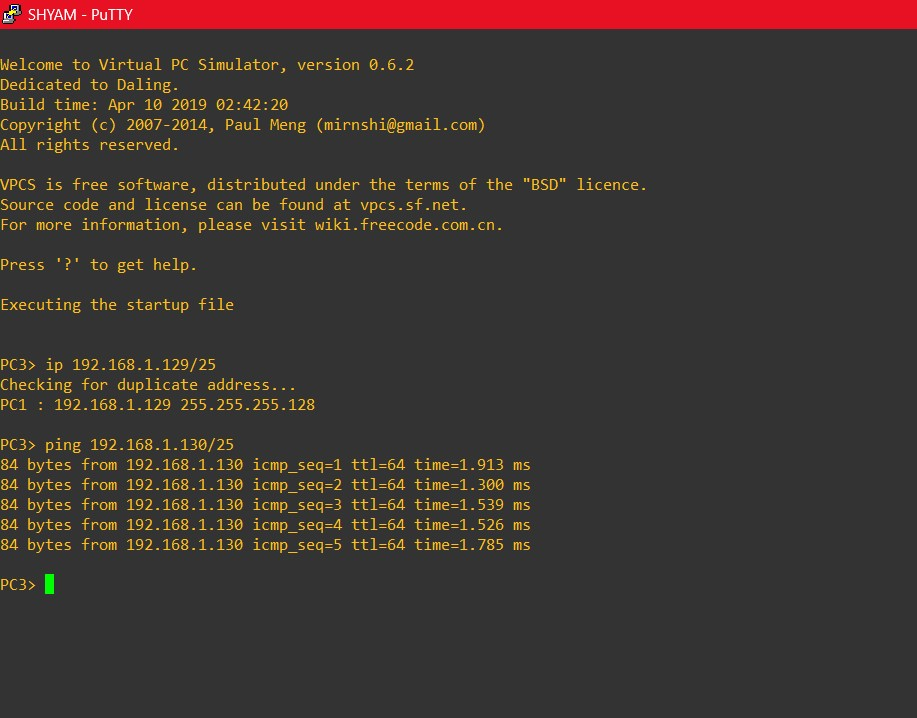 SHYAM - PuTTY
Welcome to Virtual PC Simulator, version 0.6.2
Dedicated to Daling.
Build time: Apr 10 2019 02:42:20
Copyright (c) 2007-2014, Paul Meng (mirnshi@gmail.com)
All rights reserved.
VPCS is free software, distributed under the terms of the "BSD" licence.
Source code and license can be found at vpcs.sf.net.
For more information, please visit wiki.freecode.com.cn.
Press '?' to get help.
Executing the startup file
PC3> ip 192.168.1.129/25
Checking for duplicate address...
PC1 : 192.168.1.129 255.255.255.128
PC3> ping 192.168.1.130/25
84 bytes from 192.168.1.130 icmp_seq=1 ttl=64 time=1.913 ms
84 bytes from 192.168.1.130 icmp_seq=2 ttl=64 time=1.300 ms
84 bytes from 192.168.1.130 icmp_seq=3 ttl=64 time=1.539 ms
84 bytes from 192.168.1.130 icmp_seq=4 ttl=64 time=1.526 ms
84 bytes from 192.168.1.130 icmp_seq=5 ttl=64 time=1.785 ms
PC3>